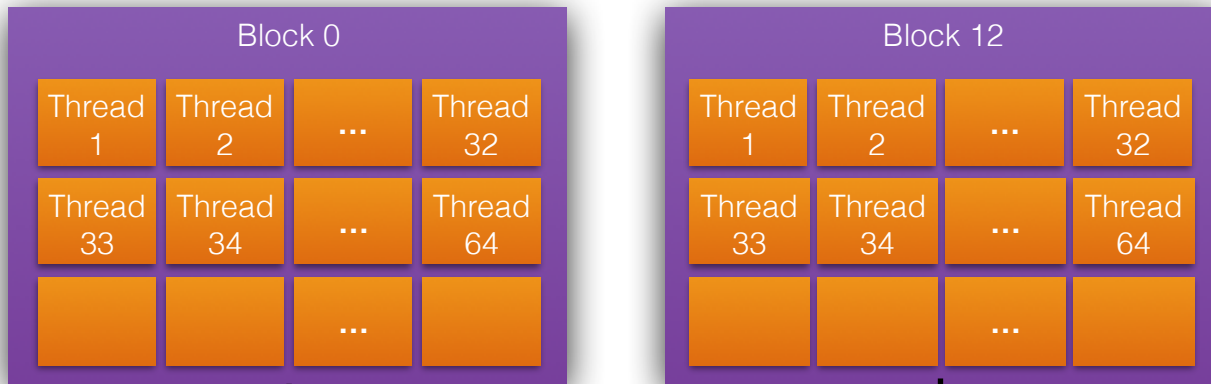 Block 0
Thread 1 Thread 2 ... Thread 32
Thread 33 Thread 34 ... Thread 64
...
Block 12
Thread 1 Thread 2 ... Thread 32
Thread 33 Thread 34 ... Thread 64
...